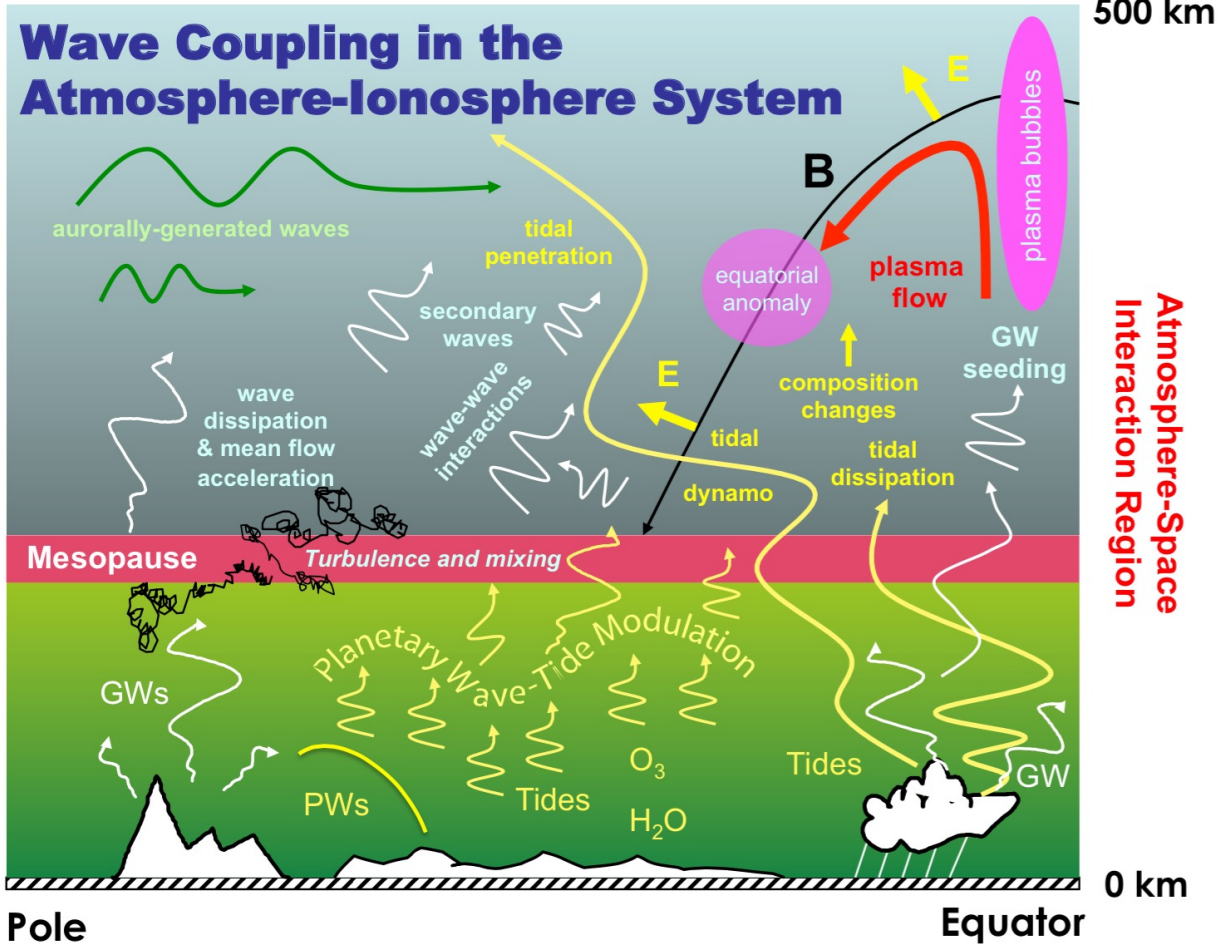 500 km
Wave Coupling in the
Atmosphere-Ionosphere System
E
plasma bubbles
B
aurorally-generated waves
tidal
penetration
equatorial
anomaly
plasma
flow
secondary
waves
GW
seeding
E
composition
changes
wave
dissipation
& mean flow
acceleration
wave-wave
interactions
tidal
dynamo
tidal
dissipation
Atmosphere-Space
Interaction Region
Mesopause
Turbulence and mixing
Planetary Wave-Tide Modulation
GWs
O₃
Tides
GW
PWs
Tides
H₂O
0 km
Pole
Equator